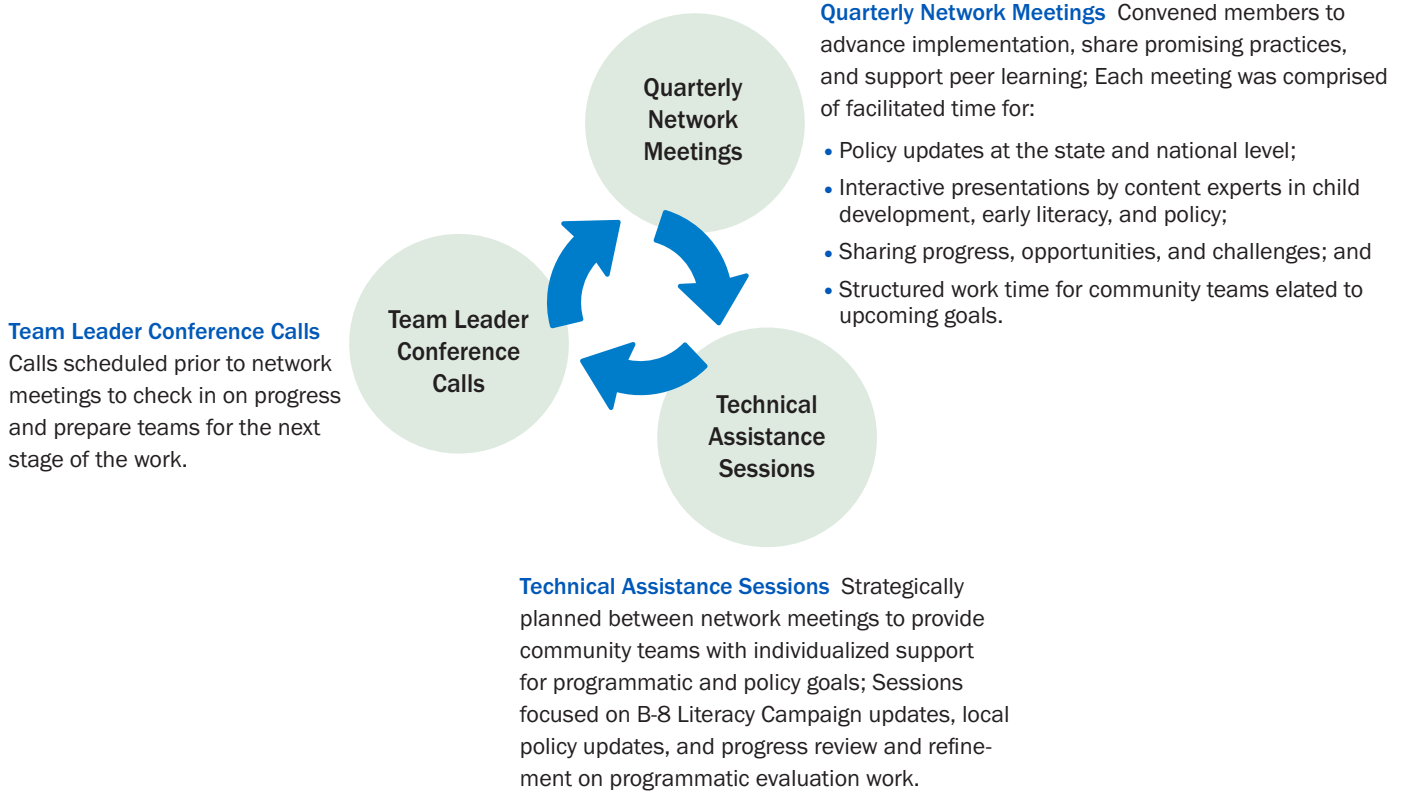 Quarterly
Network
Meetings
Quarterly Network Meetings  Convened members to
advance implementation, share promising practices,
and support peer learning; Each meeting was comprised
of facilitated time for:
• Policy updates at the state and national level;
• Interactive presentations by content experts in child
development, early literacy, and policy;
• Sharing progress, opportunities, and challenges; and
• Structured work time for community teams elated to
upcoming goals.
Team Leader Conference Calls
Calls scheduled prior to network
meetings to check in on progress
and prepare teams for the next
stage of the work.
Team Leader
Conference
Calls
Technical
Assistance
Sessions
Technical Assistance Sessions  Strategically
planned between network meetings to provide
community teams with individualized support
for programmatic and policy goals; Sessions
focused on B-8 Literacy Campaign updates, local
policy updates, and progress review and refine-
ment on programmatic evaluation work.